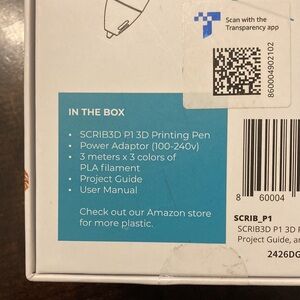 Scan with the
Transparency app
860004902102
IN THE BOX
• SCRIB3D P1 3D Printing Pen
• Power Adaptor (100-240v)
• 3 meters x 3 colors of
PLA filament
• Project Guide
• User Manual
Check out our Amazon store
for more plastic.
8 60004
SCRIB_P1
SCRIB3D P1 3D
Project Guide,
2426DG